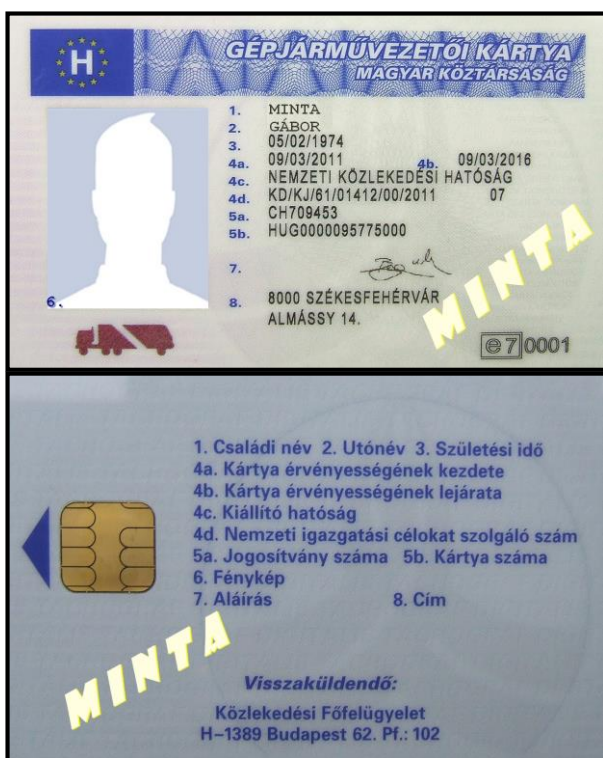 H
GÉPJÁRMŰVEZETŐI KÁRTYA
MAGYAR KÖZTÁRSASÁG
1. MINTA
2. GÁBOR
3. 05/02/1974
4a. 09/03/2011 4b. 09/03/2016
4c. NEMZETI KÖZLEKEDÉSI HATÓSÁG
4d. KD/KJ/61/01412/00/2011 07
5a. CH709453
5b. HUG0000095775000
7.
6. 8. 8000 SZÉKESFEHÉRVÁR
ALMÁSSY 14.
MINTA
e7 0001
1. Családi név 2. Utónév 3. Születési idő
4a. Kártya érvényességének kezdete
4b. Kártya érvényességének lejárata
4c. Kiállító hatóság
4d. Nemzeti igazgatási célokat szolgáló szám
5a. Jogosítvány száma 5b. Kártya száma
6. Fénykép
7. Aláírás 8. Cím
MINTA
Visszaküldendő:
Közlekedési Főfelügyelet
H–1389 Budapest 62. Pf.: 102